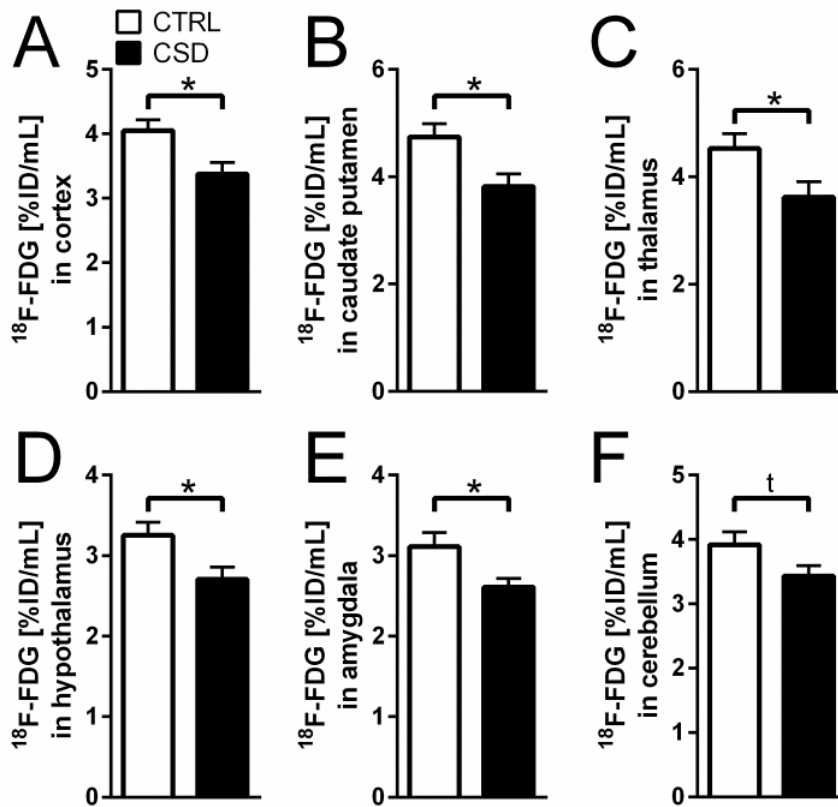 CTRL
CSD
A
5
4
3
2
1
0
*
¹⁸F-FDG [%ID/mL]
in cortex
B
6
4
2
0
*
¹⁸F-FDG [%ID/mL]
in caudate putamen
C
6
4
2
0
*
¹⁸F-FDG [%ID/mL]
in thalamus
D
4
3
2
1
0
*
¹⁸F-FDG [%ID/mL]
in hypothalamus
E
4
3
2
1
0
*
¹⁸F-FDG [%ID/mL]
in amygdala
F
5
4
3
2
1
0
t
¹⁸F-FDG [%ID/mL]
in cerebellum